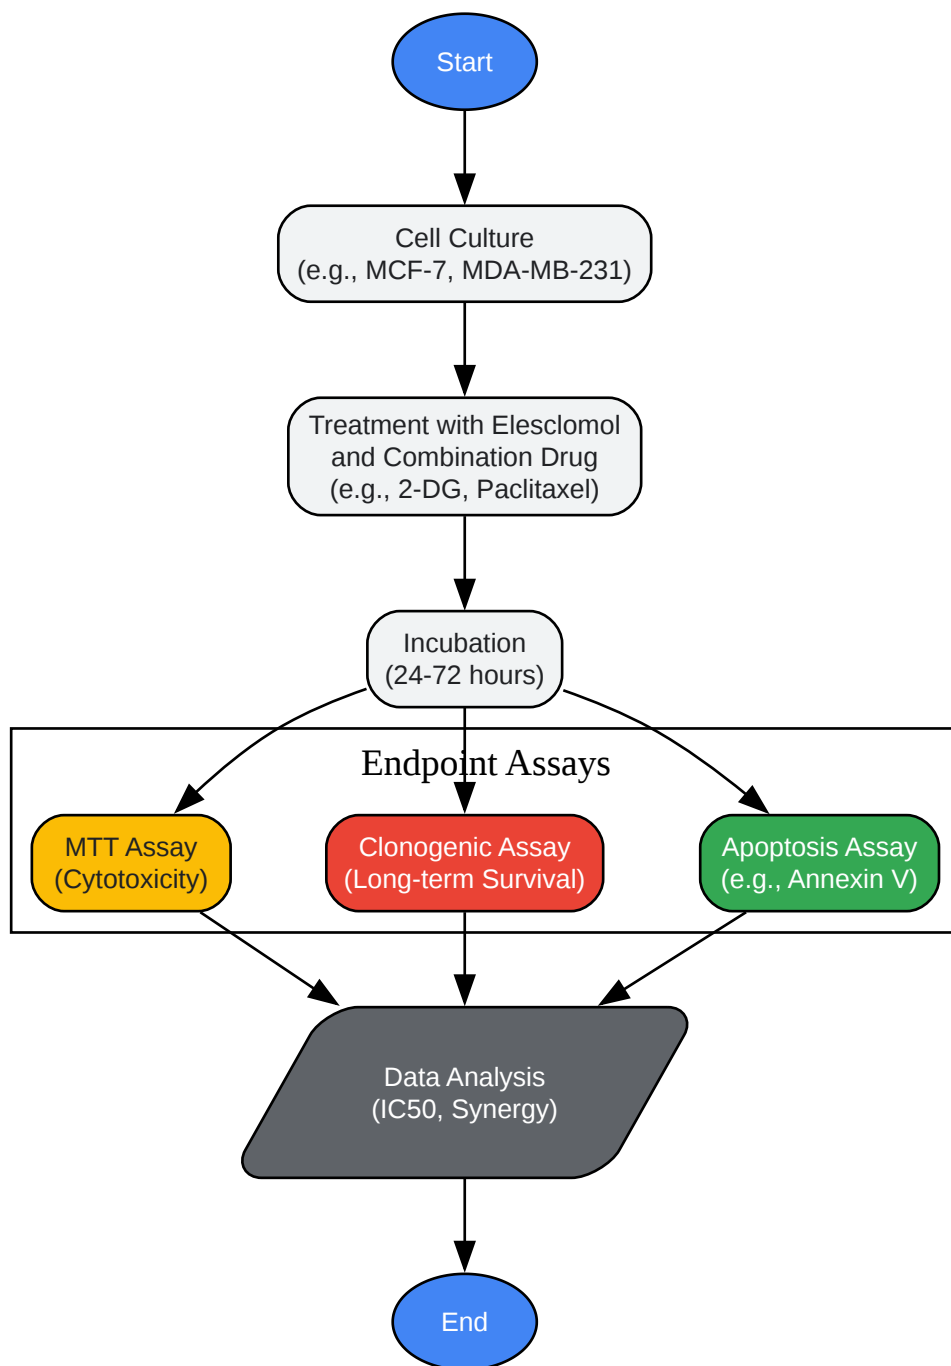 Start
Cell Culture
(e.g., MCF-7, MDA-MB-231)
Treatment with Elesclomol
and Combination Drug
(e.g., 2-DG, Paclitaxel)
Incubation
(24-72 hours)
Endpoint Assays
MTT Assay
(Cytotoxicity)
Clonogenic Assay
(Long-term Survival)
Apoptosis Assay
(e.g., Annexin V)
Data Analysis
(IC50, Synergy)
End